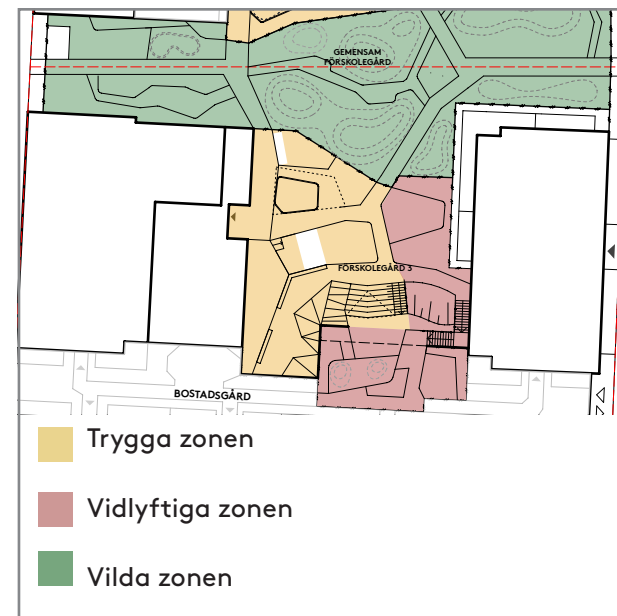 GEMENSAM
FÖRSKOLEGÅRD
FÖRSKOLEGÅRD 3
BOSTADSGÅRD
Trygga zonen
Vidlyftiga zonen
Vilda zonen